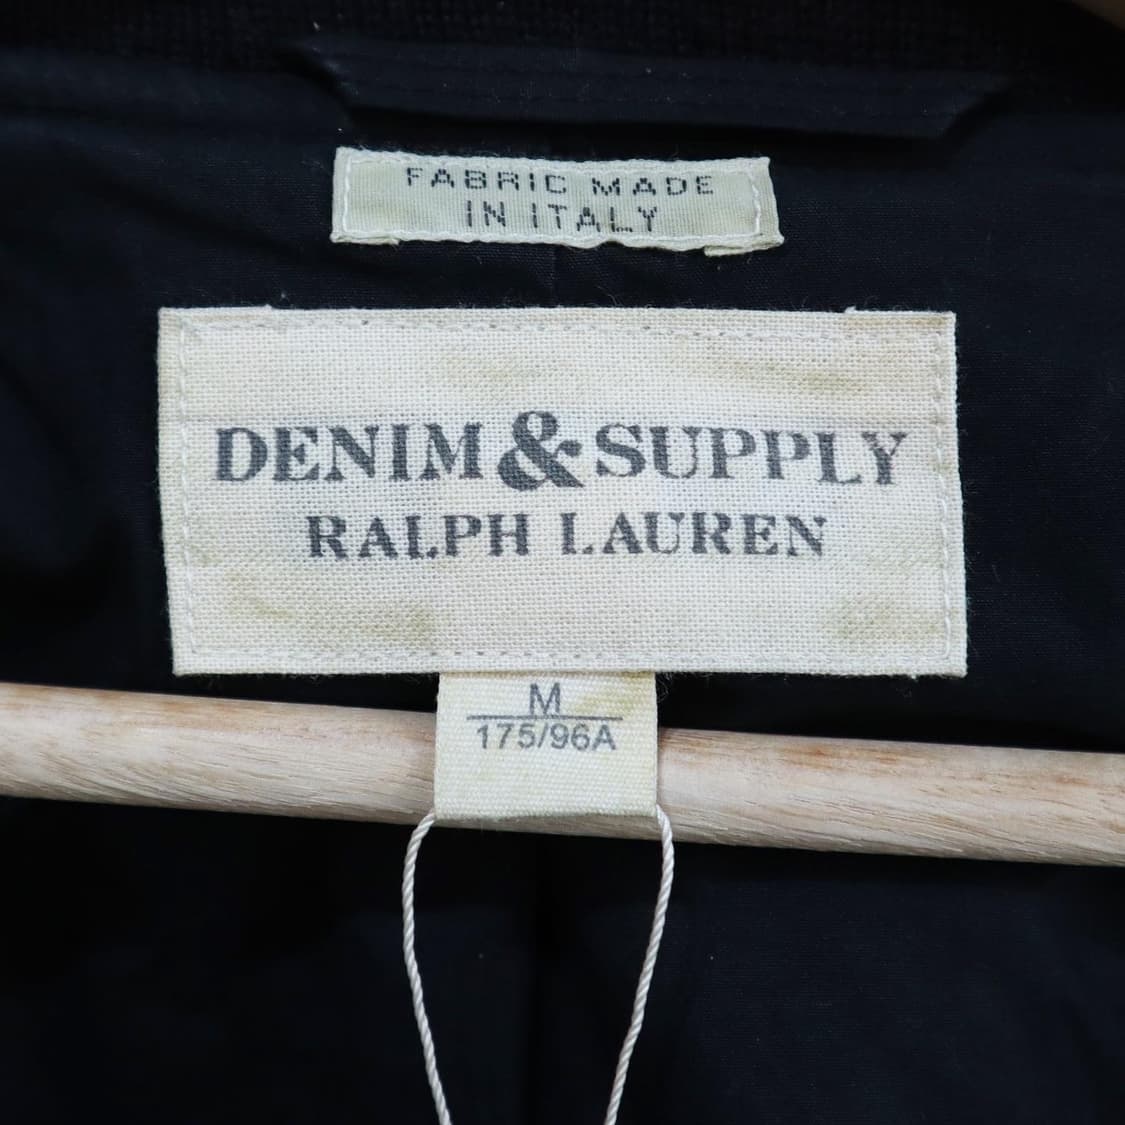 FABRIC MADE
IN ITALY
DENIM & SUPPLY
RALPH LAUREN
M
175/96A